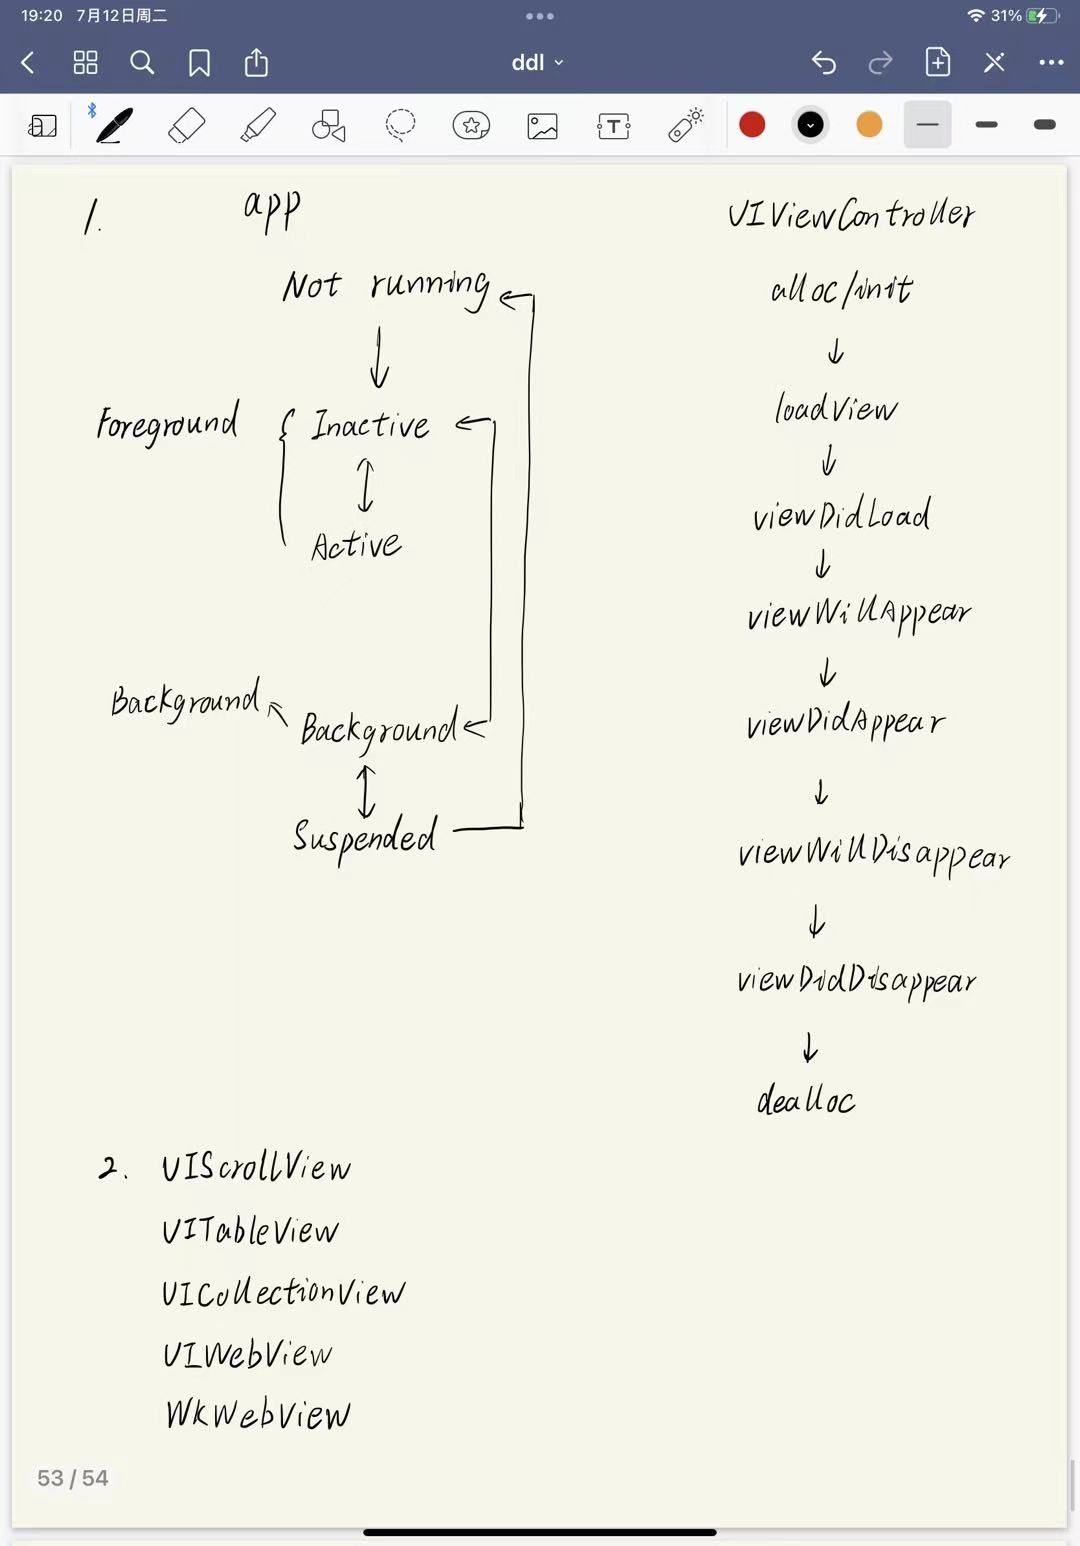 19:20 7月12日周二
31%
ddl
1. app
Not running
Foreground
Inactive
Active
Background
Background
Suspended
UIViewController
alloc/init
loadView
viewDidLoad
viewWillAppear
viewDidAppear
viewWillDisappear
viewDidDisappear
dealloc
2. UIScrollView
UITableView
UICollectionView
UIWebView
WkWebView
53 / 54